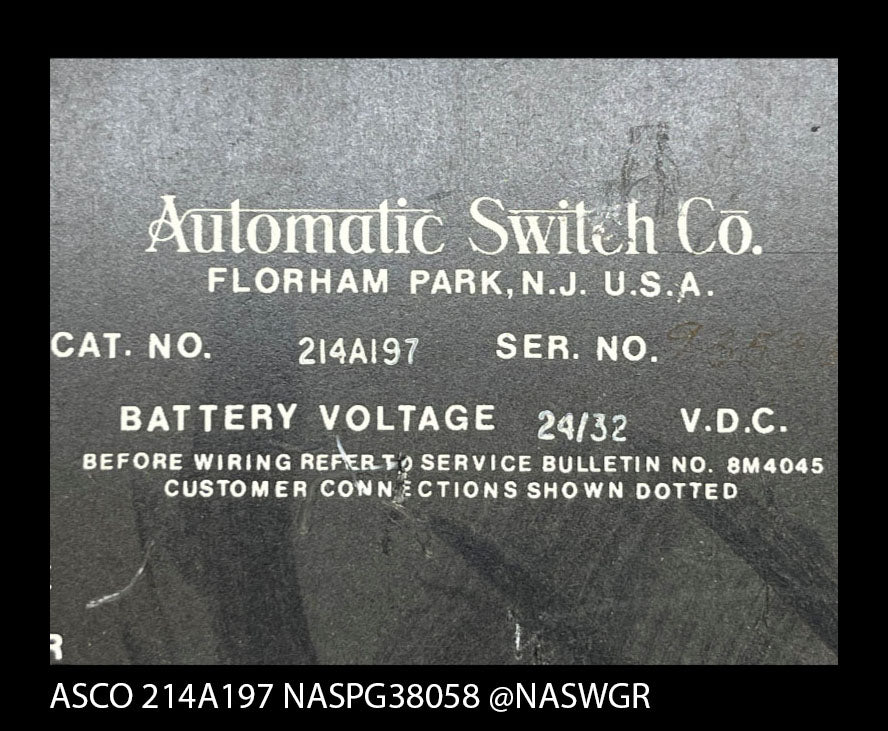 Automatic Switch Co.
FLORHAM PARK, N.J. U.S.A.
CAT. NO. 214A197 SER. NO.
BATTERY VOLTAGE 24/32 V.D.C.
BEFORE WIRING REFER TO SERVICE BULLETIN NO. 8M4045
CUSTOMER CONNECTIONS SHOWN DOTTED
R
ASCO 214A197 NASPG38058 @NASWGR